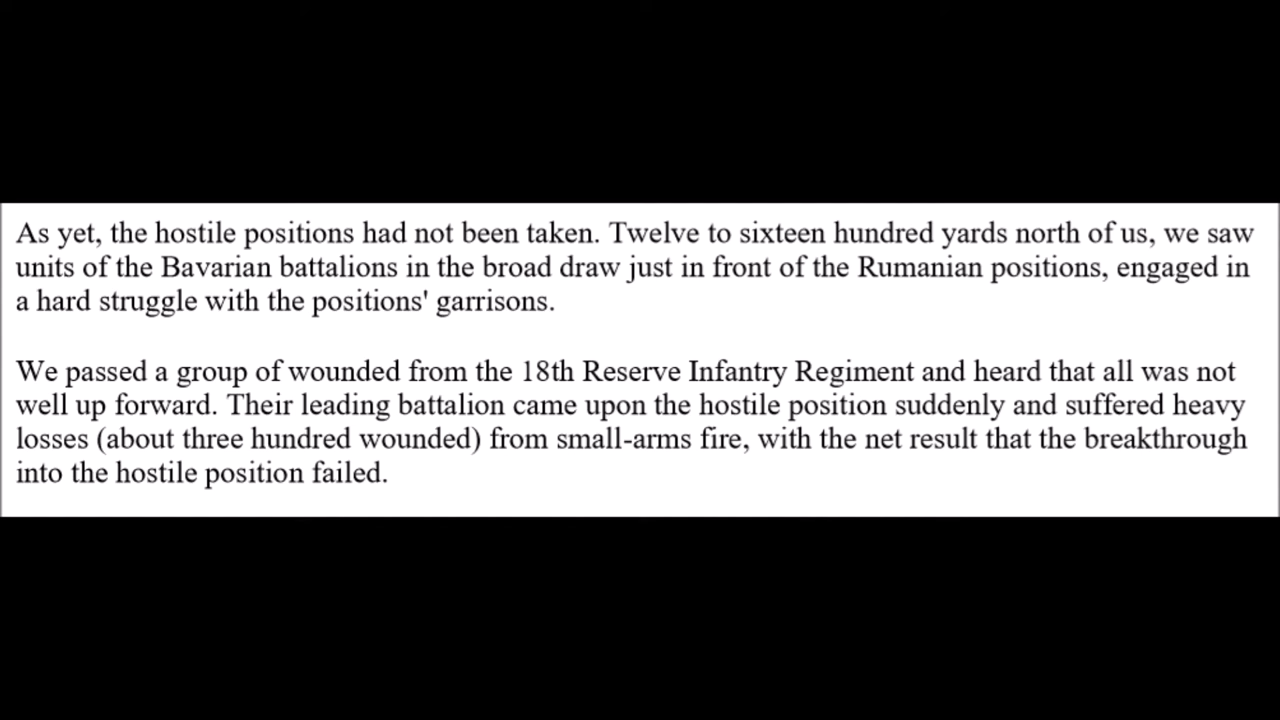 As yet, the hostile positions had not been taken. Twelve to sixteen hundred yards north of us, we saw
units of the Bavarian battalions in the broad draw just in front of the Rumanian positions, engaged in
a hard struggle with the positions' garrisons.
We passed a group of wounded from the 18th Reserve Infantry Regiment and heard that all was not
well up forward. Their leading battalion came upon the hostile position suddenly and suffered heavy
losses (about three hundred wounded) from small-arms fire, with the net result that the breakthrough
into the hostile position failed.